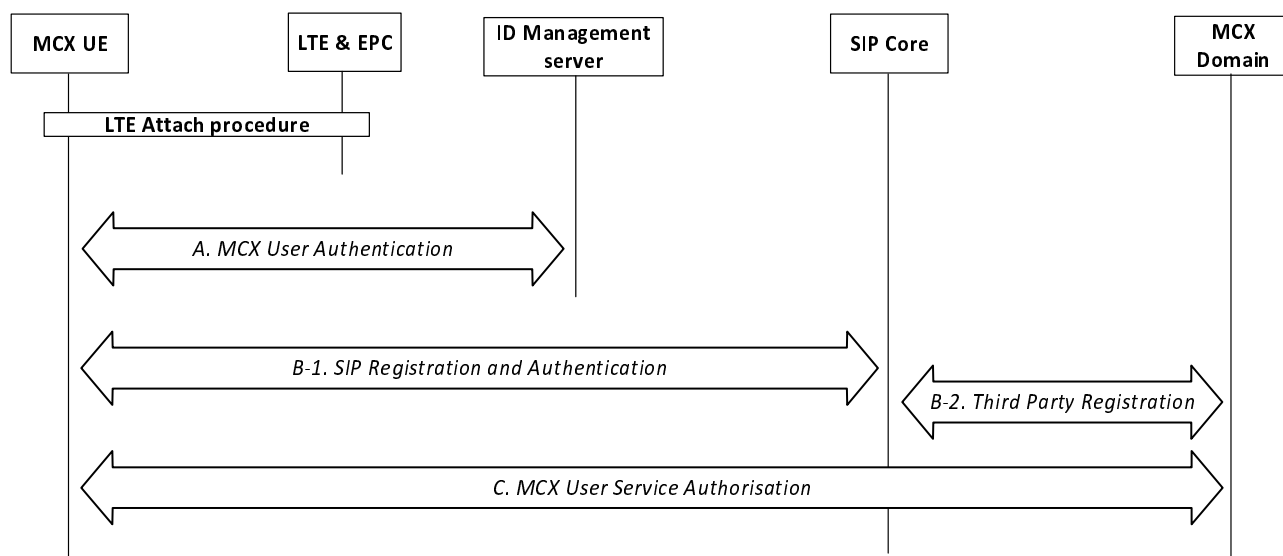 MCX UE
LTE & EPC
ID Management
server
SIP Core
MCX
Domain
LTE Attach procedure
A. MCX User Authentication
B-1. SIP Registration and Authentication
B-2. Third Party Registration
C. MCX User Service Authorisation